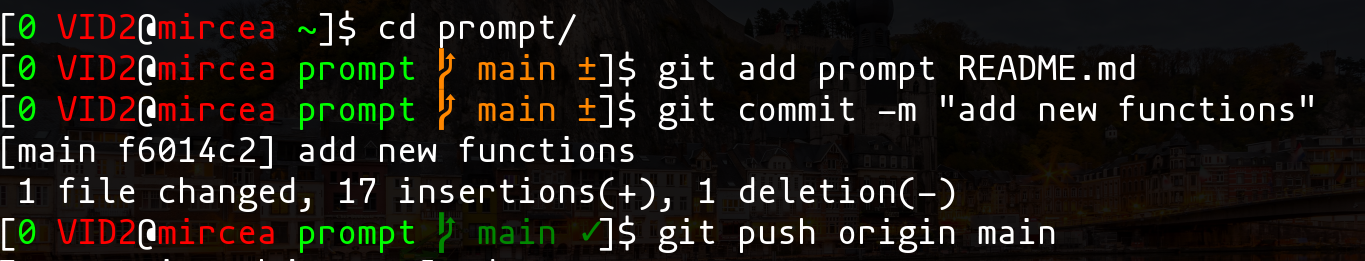 [0 VID2@mircea ~]$ cd prompt/
[0 VID2@mircea prompt  main ±]$ git add prompt README.md
[0 VID2@mircea prompt  main ±]$ git commit -m "add new functions"
[main f6014c2] add new functions
 1 file changed, 17 insertions(+), 1 deletion(-)
[0 VID2@mircea prompt  main ✓]$ git push origin main